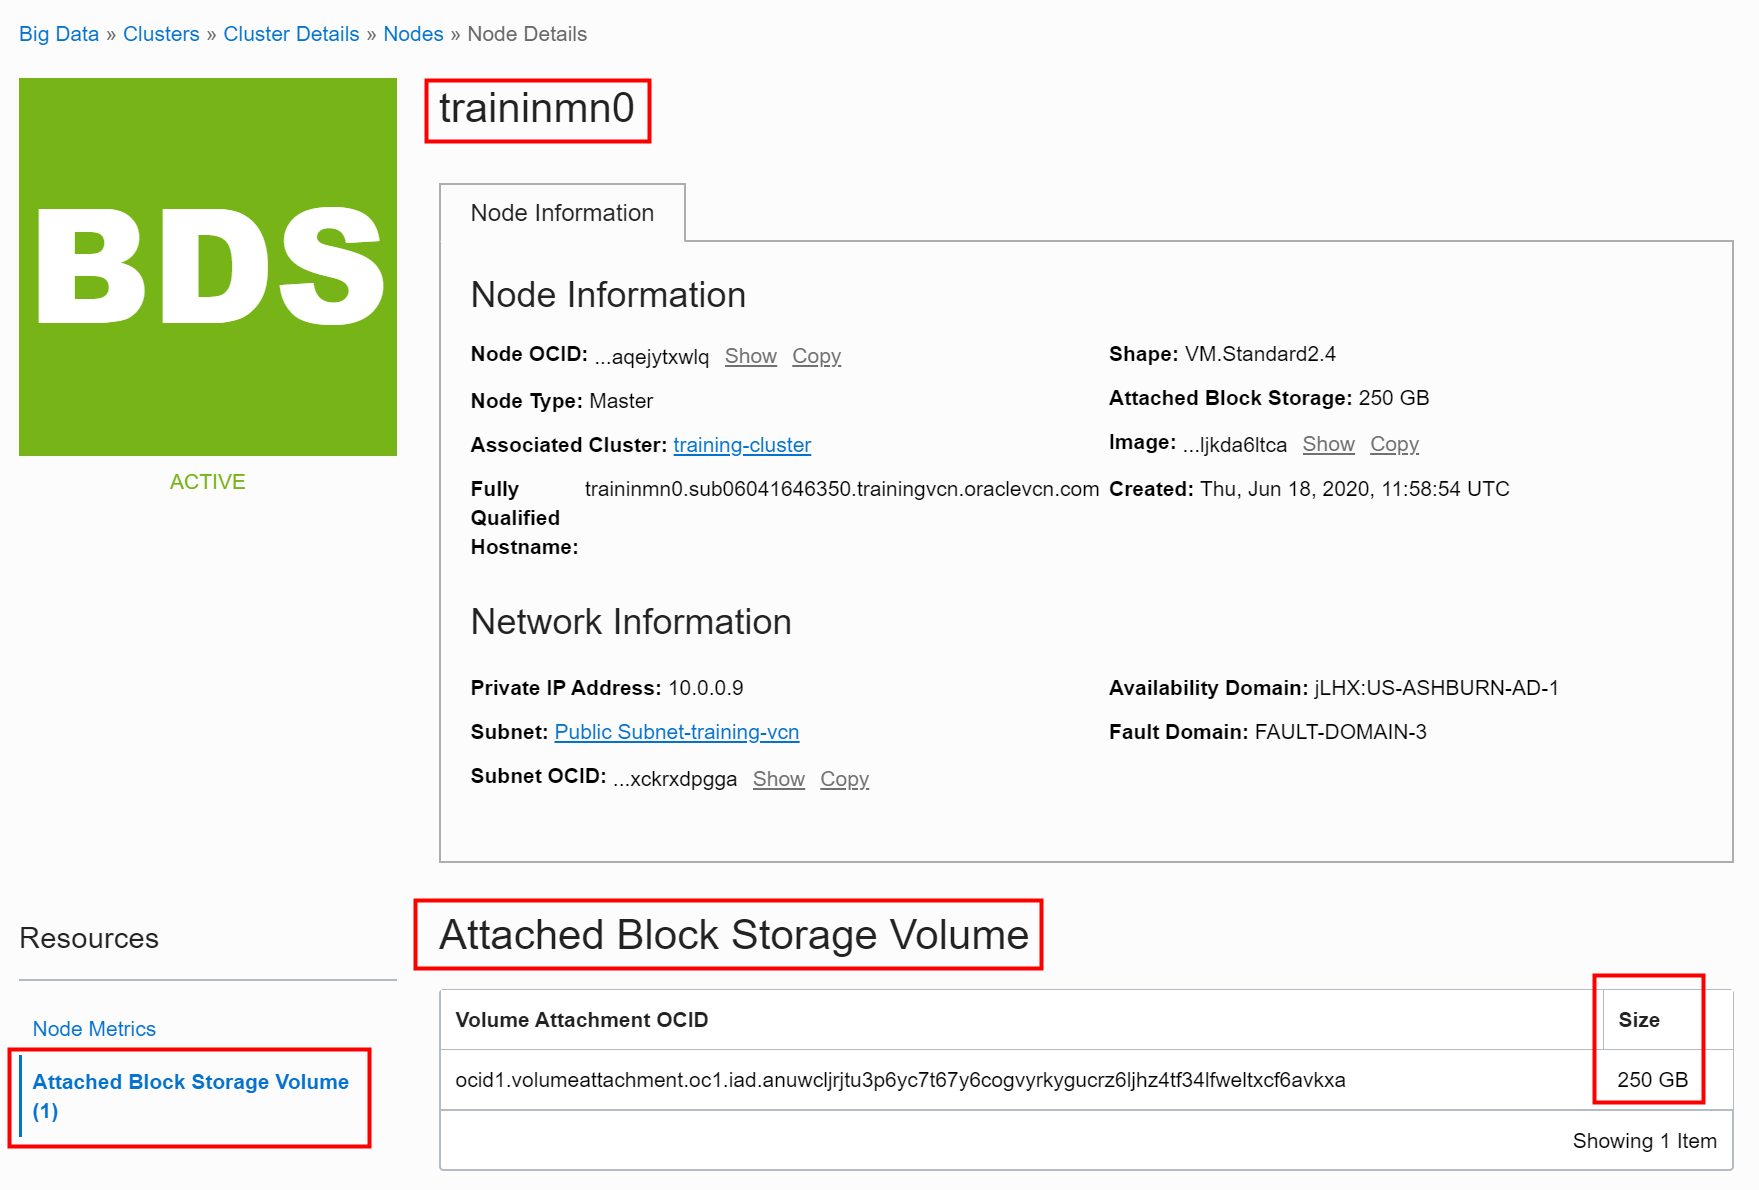 Big Data » Clusters » Cluster Details » Nodes » Node Details
BDS
ACTIVE
traininmn0
Node Information
Node Information
Node OCID: ...aqejytxwlq Show Copy
Node Type: Master
Associated Cluster: training-cluster
Fully Qualified Hostname: traininmn0.sub06041646350.trainingvcn.oraclevcn.com
Shape: VM.Standard2.4
Attached Block Storage: 250 GB
Image: ...ljkda6ltca Show Copy
Created: Thu, Jun 18, 2020, 11:58:54 UTC
Network Information
Private IP Address: 10.0.0.9
Subnet: Public Subnet-training-vcn
Subnet OCID: ...xckrxdpgga Show Copy
Availability Domain: jLHX:US-ASHBURN-AD-1
Fault Domain: FAULT-DOMAIN-3
Resources
Node Metrics
Attached Block Storage Volume
(1)
Attached Block Storage Volume
Volume Attachment OCID Size
ocid1.volumeattachment.oc1.iad.anuwcljrjtu3p6yc7t67y6cogvyrkygucrz6ljhz4tf34lfweltxcf6avkxa 250 GB
Showing 1 Item